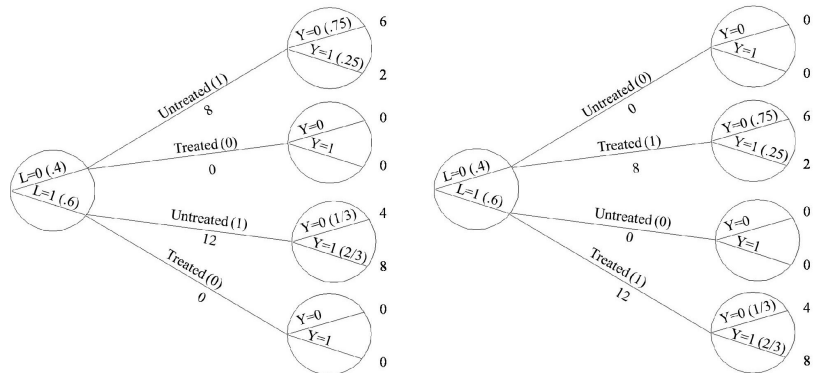 Y=0 (.75)
6
Y=1 (.25)
2
Untreated (1)
8
Y=0
0
Y=1
0
Treated (0)
0
L=0 (.4)
L=1 (.6)
Untreated (1)
12
Y=0 (1/3)
4
Y=1 (2/3)
8
Treated (0)
0
Y=0
0
Y=1
0
Y=0
0
Y=1
0
Untreated (0)
0
Y=0 (.75)
6
Y=1 (.25)
2
Treated (1)
8
L=0 (.4)
L=1 (.6)
Untreated (0)
0
Y=0
0
Y=1
0
Treated (1)
12
Y=0 (1/3)
4
Y=1 (2/3)
8